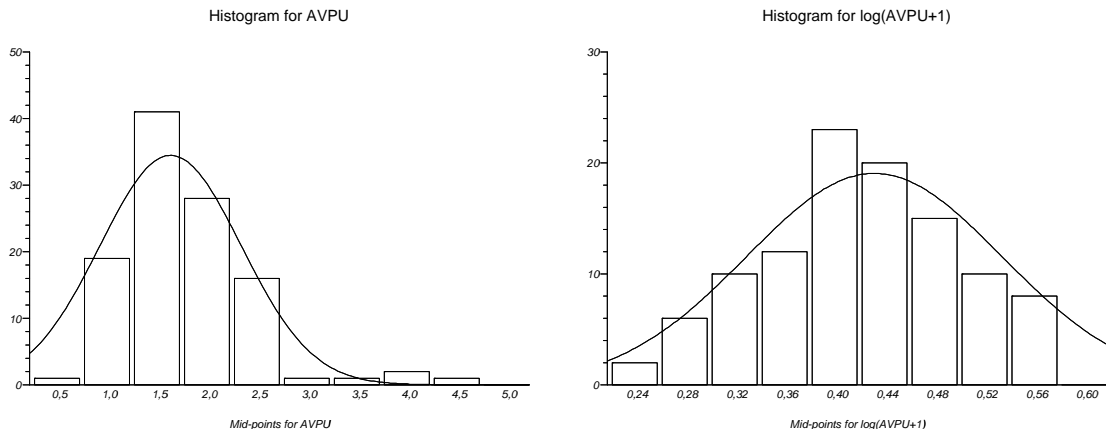 Histogram for AVPU
50
40
30
20
10
0
0,5 1,0 1,5 2,0 2,5 3,0 3,5 4,0 4,5 5,0
Mid-points for AVPU
Histogram for log(AVPU+1)
30
20
10
0
0,24 0,28 0,32 0,36 0,40 0,44 0,48 0,52 0,56 0,60
Mid-points for log(AVPU+1)